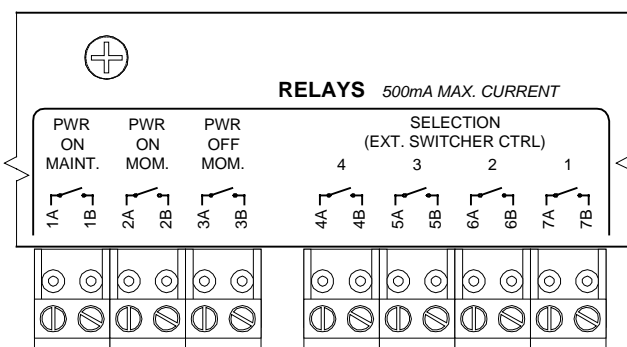 RELAYS 500mA MAX. CURRENT
PWR ON MAINT.
PWR ON MOM.
PWR OFF MOM.
SELECTION
(EXT. SWITCHER CTRL)
4 3 2 1
1A 1B 2A 2B 3A 3B 4A 4B 5A 5B 6A 6B 7A 7B